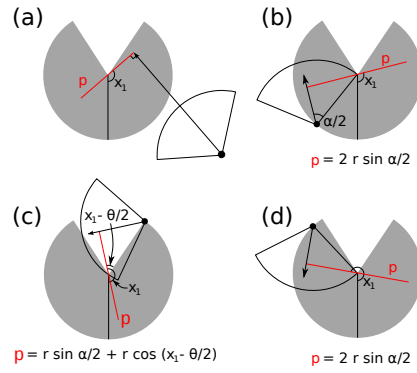 (a)
p
x₁
(b)
x₁
α/2
p = 2 r sin α/2
(c)
x₁- θ/2
x₁
p
p = r sin α/2 + r cos (x₁- θ/2)
(d)
x₁
p = 2 r sin α/2